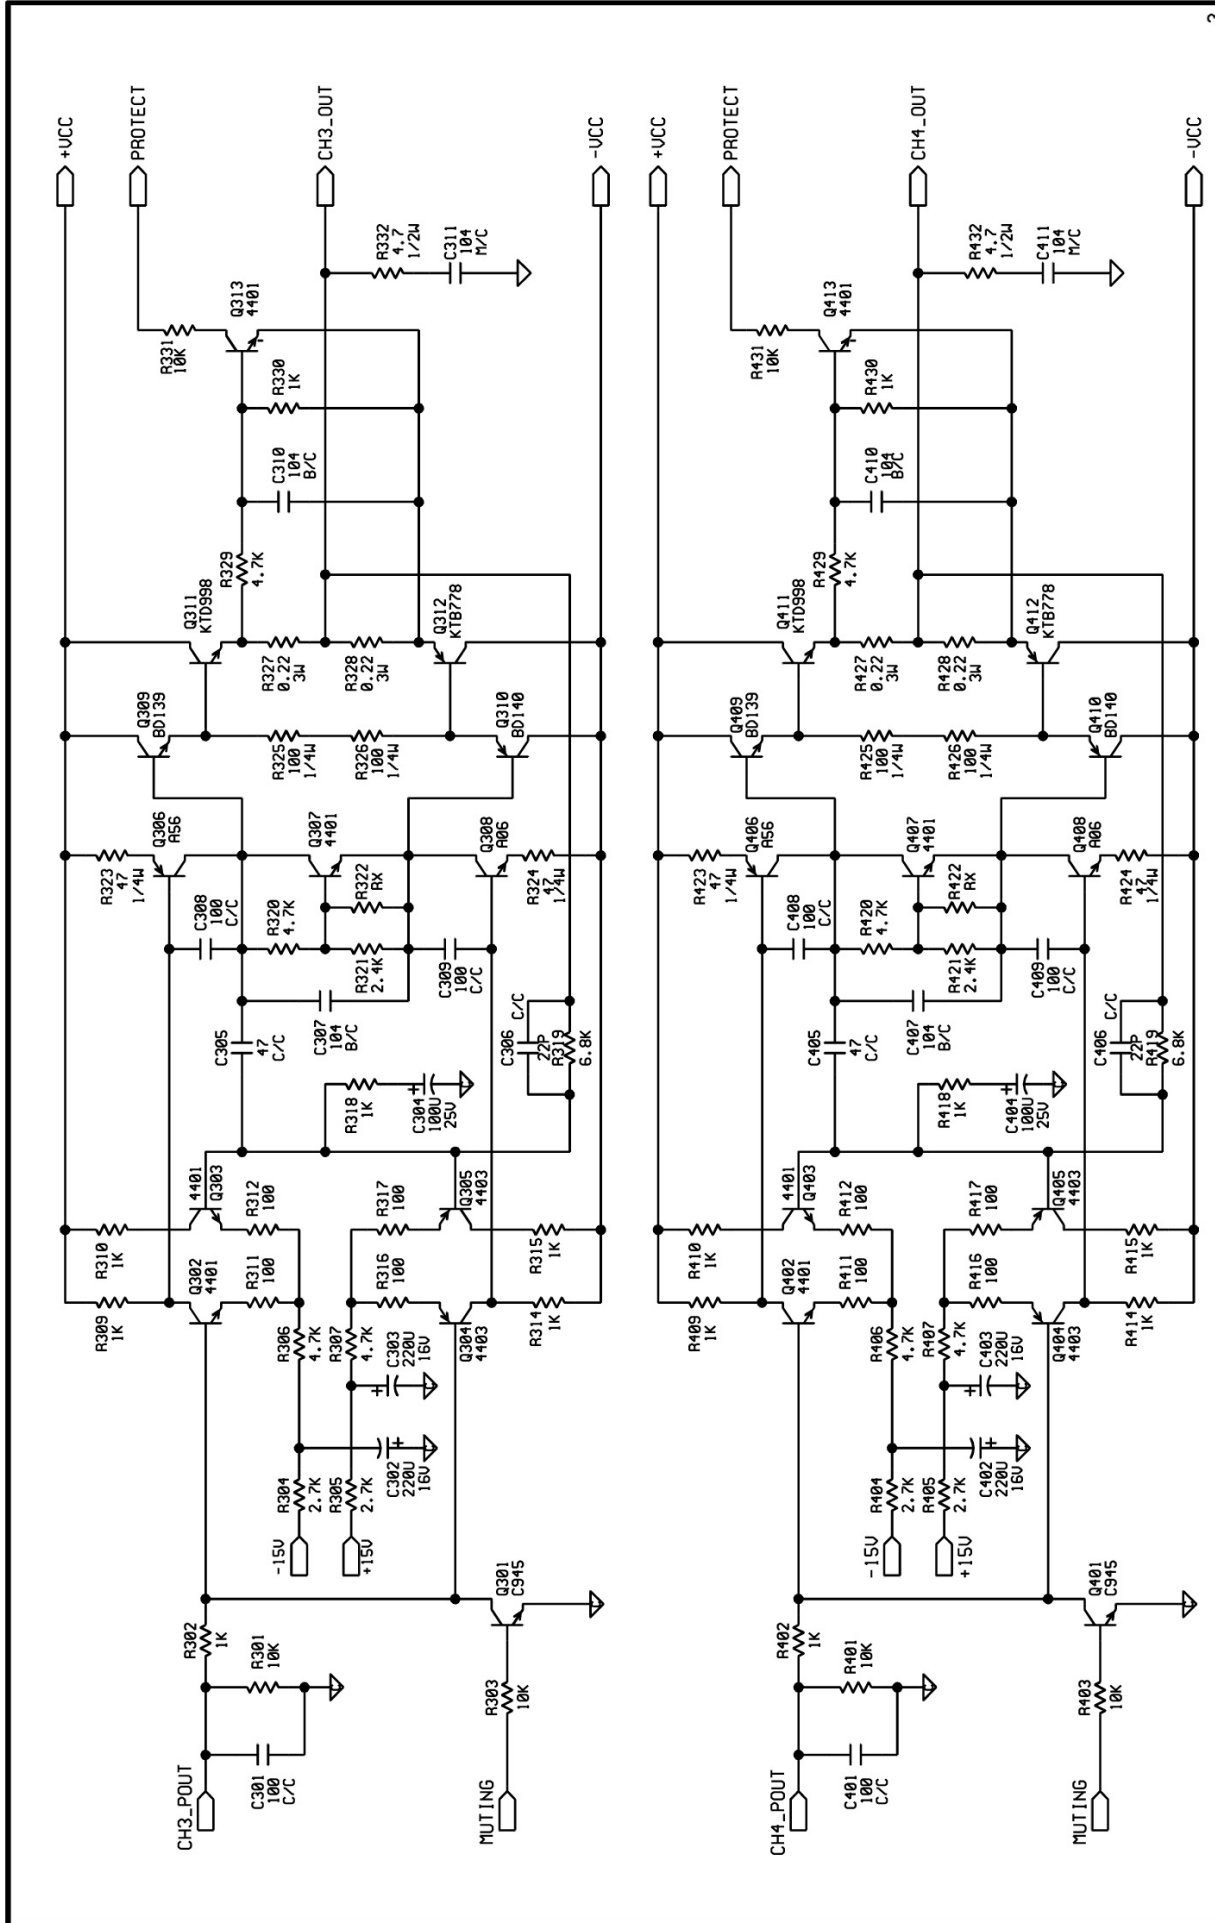 CH3_POUT
C301
100
C/C
R301
10K
R302
1K
MUTING
R303
10K
Q301
C945
-15V
+15V
R304
2.7K
R305
2.7K
C302
220U
16V
C303
220U
16V
R306
4.7K
R307
4.7K
R309
1K
R310
1K
Q302
4401
4401
Q303
R311
100
R312
100
R316
100
R317
100
Q304
4403
Q305
4403
R314
1K
R315
1K
R318
1K
C304
100U
25V
C305
47
C/C
C306
22P
C/C
R319
6.8K
C307
104
B/C
C308
100
C/C
R320
4.7K
R321
2.4K
R322
RX
C309
100
C/C
R323
47
1/4W
Q306
A56
Q307
4401
Q308
A06
R324
47
1/4W
Q309
BD139
R325
100
1/4W
R326
100
1/4W
Q310
BD140
Q311
KTD998
R327
0.22
3W
R328
0.22
3W
Q312
KTB778
R329
4.7K
C310
104
B/C
R330
1K
R331
10K
Q313
4401
R332
4.7
1/2W
C311
104
M/C
+VCC
PROTECT
CH3_OUT
-VCC
CH4_POUT
C401
100
C/C
R401
10K
R402
1K
MUTING
R403
10K
Q401
C945
-15V
+15V
R404
2.7K
R405
2.7K
C402
220U
16V
C403
220U
16V
R406
4.7K
R407
4.7K
R409
1K
R410
1K
Q402
4401
4401
Q403
R411
100
R412
100
R416
100
R417
100
Q404
4403
Q405
4403
R414
1K
R415
1K
R418
1K
C404
100U
25V
C405
47
C/C
C406
22P
C/C
R419
6.8K
C407
104
B/C
C408
100
C/C
R420
4.7K
R421
2.4K
R422
RX
C409
100
C/C
R423
47
1/4W
Q406
A56
Q407
4401
Q408
A06
R424
47
1/4W
Q409
BD139
R425
100
1/4W
R426
100
1/4W
Q410
BD140
Q411
KTD998
R427
0.22
3W
R428
0.22
3W
Q412
KTB778
R429
4.7K
C410
104
B/C
R430
1K
R431
10K
Q413
4401
R432
4.7
1/2W
C411
104
M/C
+VCC
PROTECT
CH4_OUT
-VCC